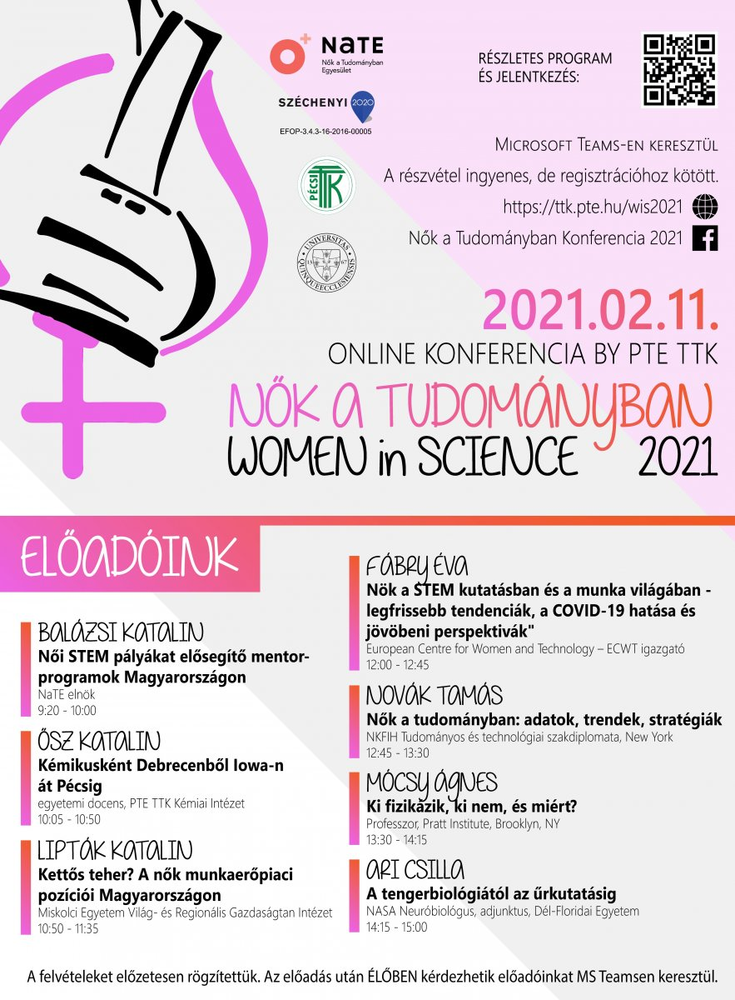 NaTE
Nők a Tudományban
Egyesület
SZÉCHENYI 2020
EFOP-3.4.3-16-2016-00005
PÉCSI TTK
UNIVERSITAS QUINQUEECCLESIENSIS
13 67
RÉSZLETES PROGRAM
ÉS JELENTKEZÉS:
MICROSOFT TEAMS-EN KERESZTÜL
A részvétel ingyenes, de regisztrációhoz kötött.
https://ttk.pte.hu/wis2021
Nők a Tudományban Konferencia 2021
2021.02.11.
ONLINE KONFERENCIA BY PTE TTK
NŐK A TUDOMÁNYBAN
WOMEN in SCIENCE 2021
ELŐADÓINK
BALÁZSI KATALIN
Női STEM pályákat elősegítő mentor-
programok Magyarországon
NaTE elnök
9:20 - 10:00
ŐSZ KATALIN
Kémikusként Debrecenből Iowa-n
át Pécsig
egyetemi docens, PTE TTK Kémiai Intézet
10:05 - 10:50
LIPTÁK KATALIN
Kettős teher? A nők munkaerőpiaci
pozíciói Magyarországon
Miskolci Egyetem Világ- és Regionális Gazdaságtan Intézet
10:50 - 11:35
FÁBRY ÉVA
Nök a STEM kutatásban és a munka világában -
legfrissebb tendenciák, a COVID-19 hatása és
jövöbeni perspektivák"
European Centre for Women and Technology – ECWT igazgató
12:00 - 12:45
NOVÁK TAMÁS
Nők a tudományban: adatok, trendek, stratégiák
NKFIH Tudományos és technológiai szakdiplomata, New York
12:45 - 13:30
MÓCSY ÁGNES
Ki fizikázik, ki nem, és miért?
Professzor, Pratt Institute, Brooklyn, NY
13:30 - 14:15
ARI CSILLA
A tengerbiológiától az űrkutatásig
NASA Neuróbiológus, adjunktus, Dél-Floridai Egyetem
14:15 - 15:00
A felvételeket előzetesen rögzítettük. Az előadás után ÉLŐBEN kérdezhetik előadóinkat MS Teamsen keresztül.